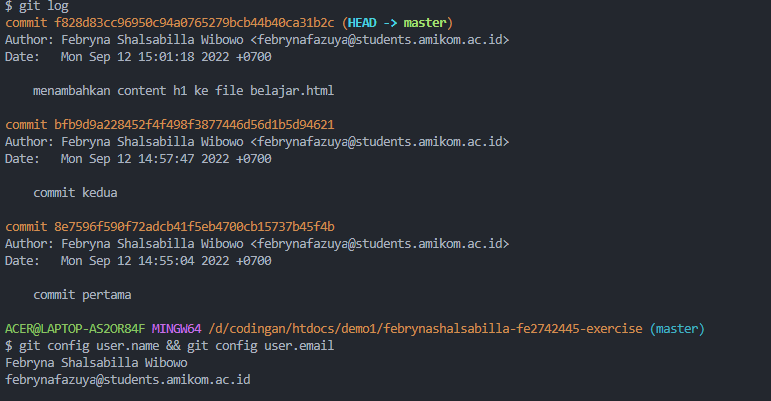 $ git log
commit f828d83cc96950c94a0765279bcb44b40ca31b2c (HEAD -> master)
Author: Febryna Shalsabilla Wibowo <febrynafazuya@students.amikom.ac.id>
Date:   Mon Sep 12 15:01:18 2022 +0700
menambahkan content h1 ke file belajar.html
commit bfb9d9a228452f4f498f3877446d56d1b5d94621
Author: Febryna Shalsabilla Wibowo <febrynafazuya@students.amikom.ac.id>
Date:   Mon Sep 12 14:57:47 2022 +0700
commit kedua
commit 8e7596f590f72adcb41f5eb4700cb15737b45f4b
Author: Febryna Shalsabilla Wibowo <febrynafazuya@students.amikom.ac.id>
Date:   Mon Sep 12 14:55:04 2022 +0700
commit pertama
ACER@LAPTOP-AS2OR84F MINGW64 /d/codingan/htdocs/demo1/febrynashalsabilla-fe2742445-exercise (master)
$ git config user.name && git config user.email
Febryna Shalsabilla Wibowo
febrynafazuya@students.amikom.ac.id